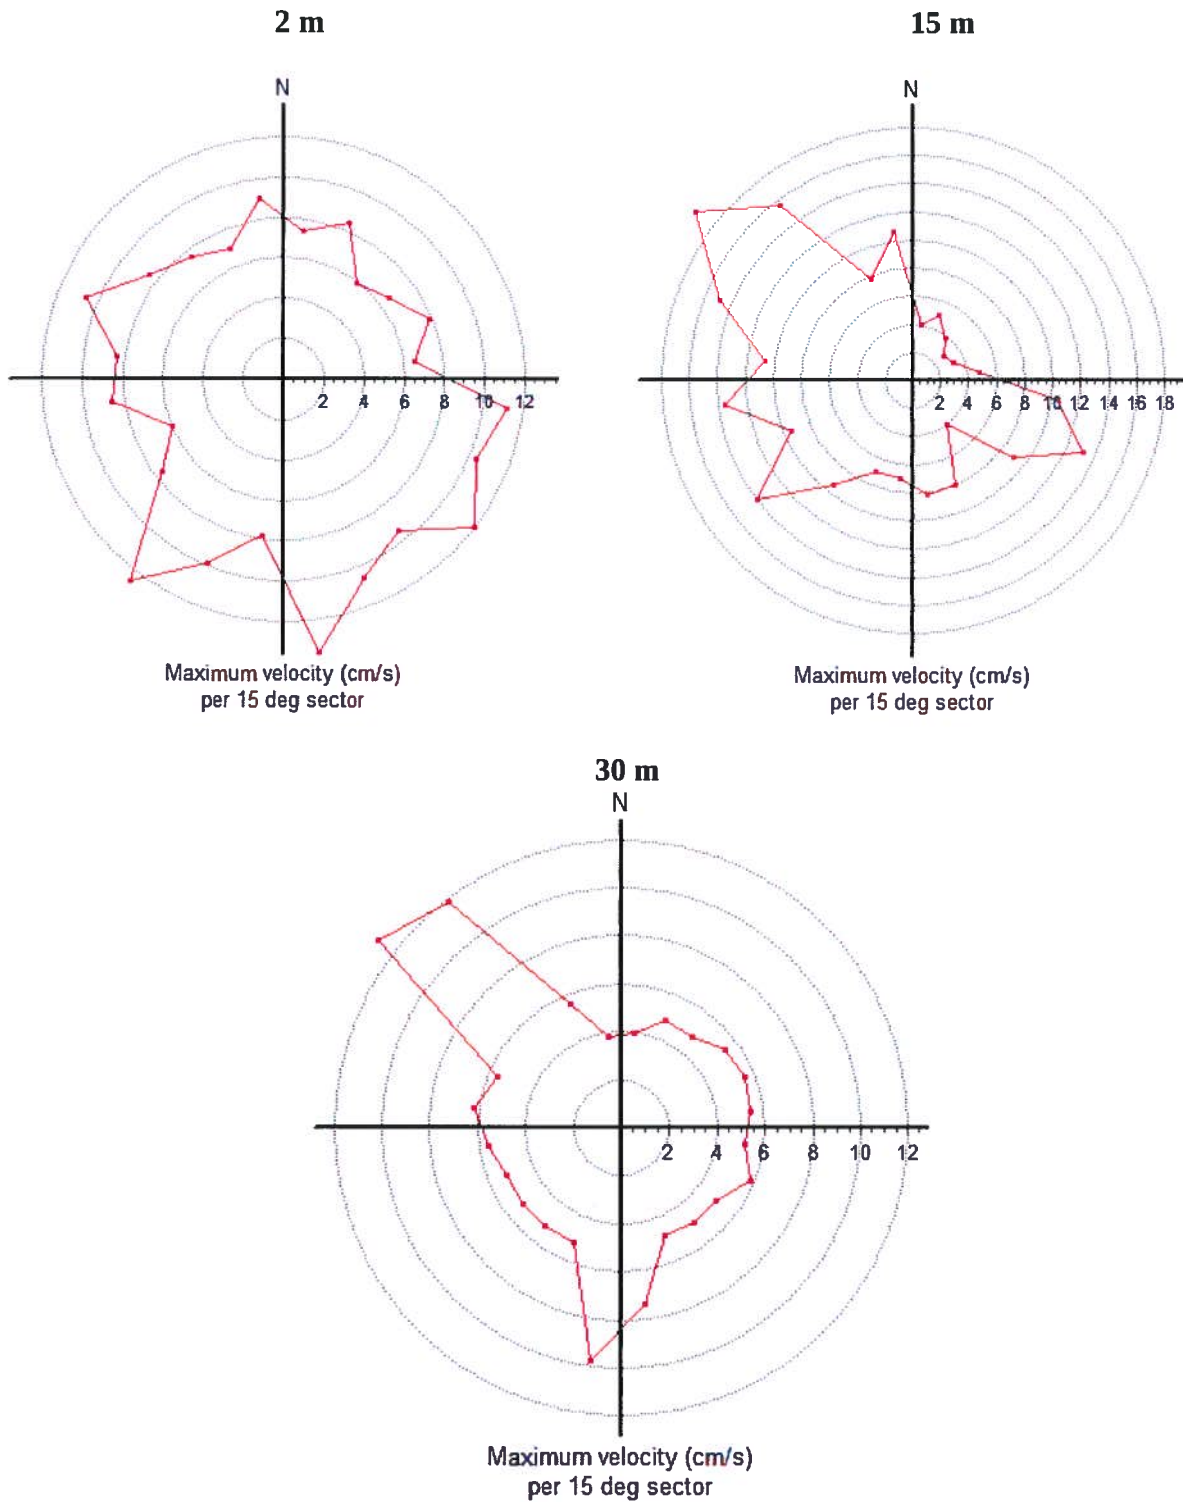 2 m
15 m
N
N
2 4 6 8 10 12
2 4 6 8 10 12 14 16 18
Maximum velocity (cm/s)
per 15 deg sector
Maximum velocity (cm/s)
per 15 deg sector
30 m
N
2 4 6 8 10 12
Maximum velocity (cm/s)
per 15 deg sector